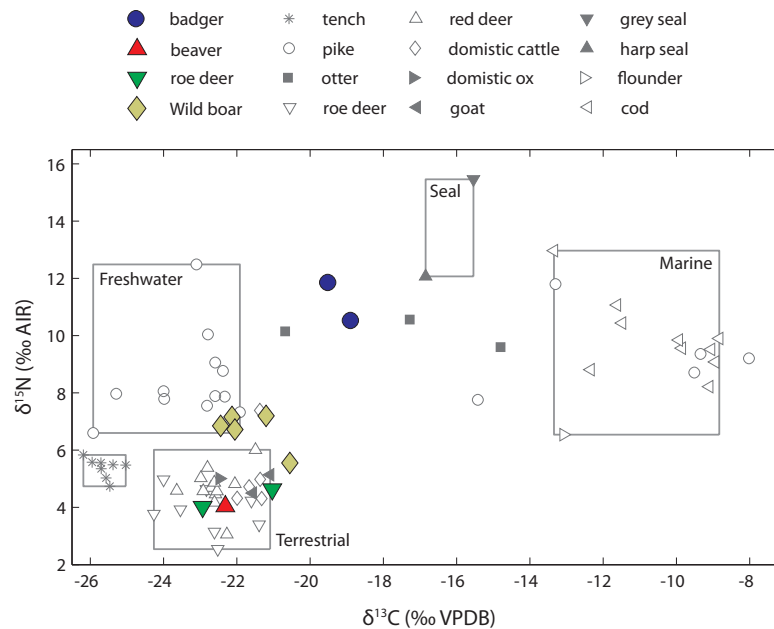 badger tench red deer grey seal
beaver pike domistic cattle harp seal
roe deer otter domistic ox flounder
Wild boar roe deer goat cod
16
14
12
10
8
6
4
2
δ15N (‰ AIR)
Seal
Freshwater
Marine
Terrestrial
-26 -24 -22 -20 -18 -16 -14 -12 -10 -8
δ13C (‰ VPDB)